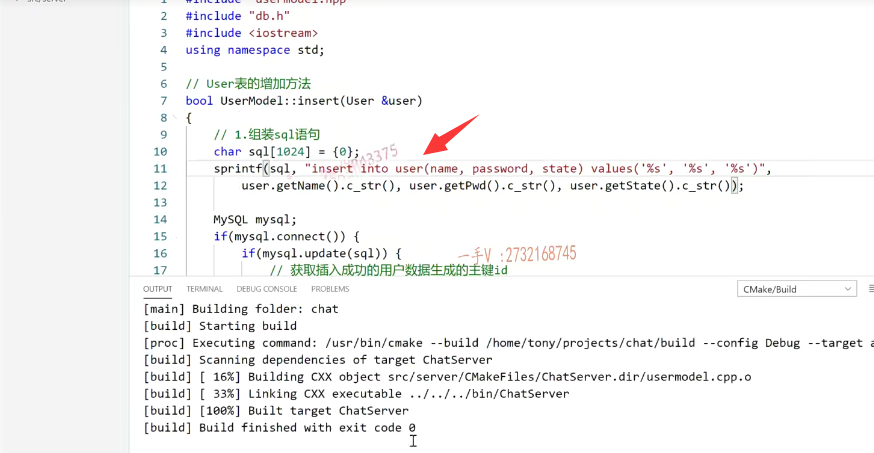 1 #include "usermodel.hpp"
2 #include "db.h"
3 #include <iostream>
4 using namespace std;
5
6 // User表的增加方法
7 bool UserModel::insert(User &user)
8 {
9 // 1.组装sql语句
10 char sql[1024] = {0};
11 sprintf(sql, "insert into user(name, password, state) values('%s', '%s', '%s')",
12 user.getName().c_str(), user.getPwd().c_str(), user.getState().c_str());
13
14 MySQL mysql;
15 if(mysql.connect()) {
16 if(mysql.update(sql)) {
一手V :2732168745
17 // 获取插入成功的用户数据生成的主键id
OUTPUT TERMINAL DEBUG CONSOLE PROBLEMS CMake/Build
[main] Building folder: chat
[build] Starting build
[proc] Executing command: /usr/bin/cmake --build /home/tony/projects/chat/build --config Debug --target
[build] Scanning dependencies of target ChatServer
[build] [ 16%] Building CXX object src/server/CMakeFiles/ChatServer.dir/usermodel.cpp.o
[build] [ 33%] Linking CXX executable ../../../bin/ChatServer
[build] [100%] Built target ChatServer
[build] Build finished with exit code 0